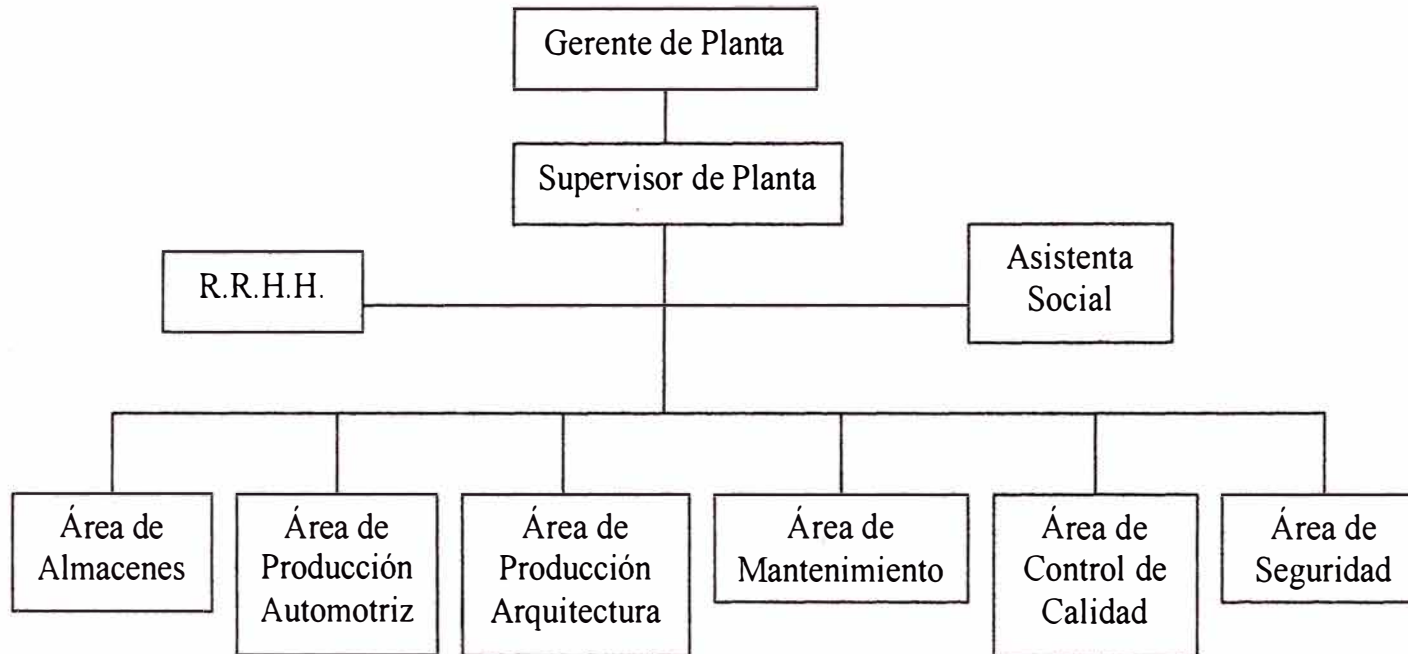 Gerente de Planta
Supervisor de Planta
R.R.H.H.
Asistenta
Social
Área de
Almacenes
Área de
Producción
Automotriz
Área de
Producción
Arquitectura
Área de
Mantenimiento
Área de
Control de
Calidad
Área de
Seguridad